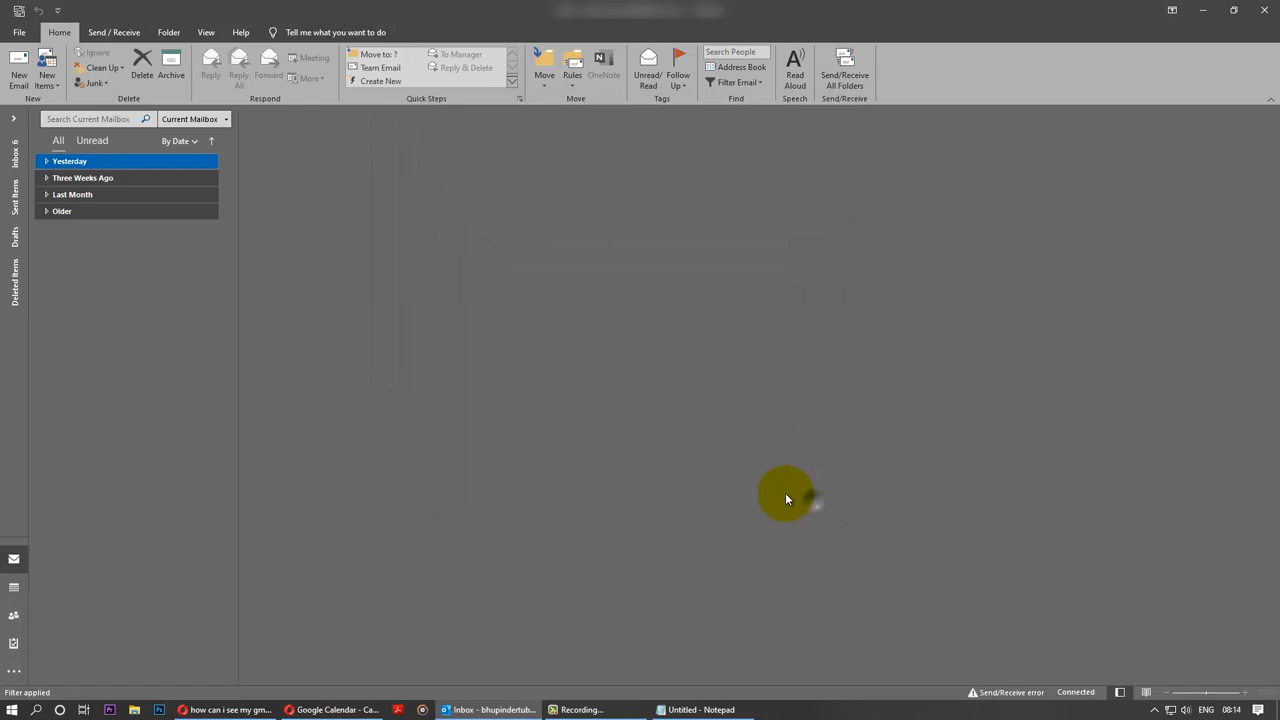 File
Home
Send / Receive
Folder
View
Help
Tell me what you want to do
New
Email
New
Items
New
Ignore
Clean Up
Junk
Delete
Archive
Delete
Reply
Reply
All
Forward
Meeting
More
Respond
Move to: ?
Team Email
Create New
To Manager
Reply & Delete
Quick Steps
Move
Rules
OneNote
Move
Unread/
Read
Follow
Up
Tags
Search People
Address Book
Filter Email
Find
Read
Aloud
Speech
Send/Receive
All Folders
Send/Receive
Search Current Mailbox
Current Mailbox
All
Unread
By Date
Yesterday
Three Weeks Ago
Last Month
Older
Inbox 6
Sent Items
Drafts
Deleted Items
Filter applied
Send/Receive error
Connected
how can i see my gm...
Google Calendar - Ca...
Inbox - bhupindertub...
Recording...
Untitled - Notepad
ENG
08:14